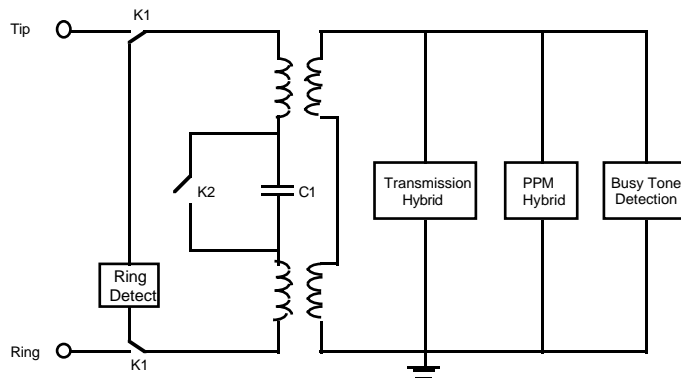 K1
Tip
K2
C1
Transmission
Hybrid
PPM
Hybrid
Busy Tone
Detection
Ring
Detect
Ring
K1